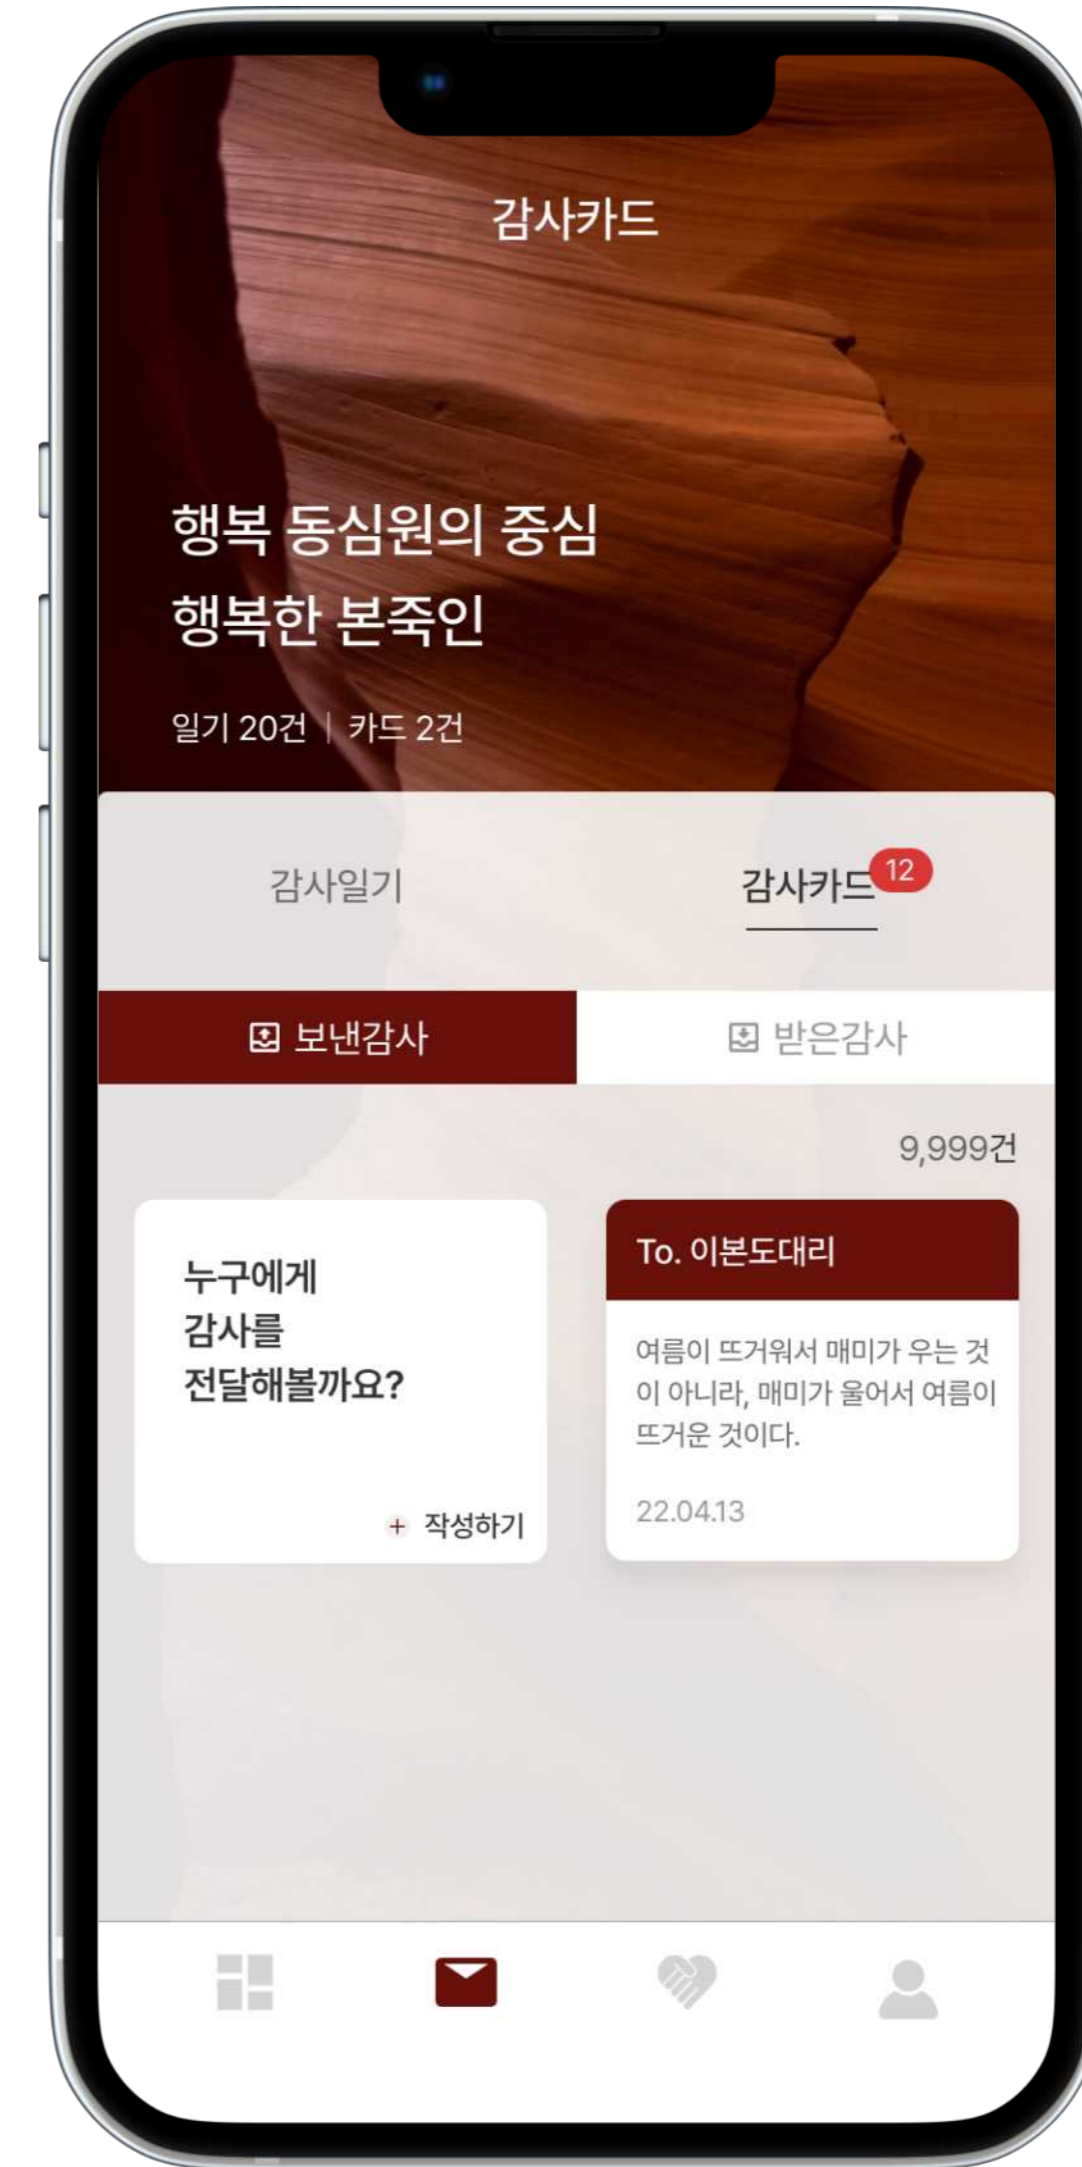 감사카드
행복 동심원의 중심
행복한 본죽인
일기 20건 | 카드 2건
감사일기
감사카드 12
보낸감사
받은감사
9,999건
누구에게
감사를
전달해볼까요?
+ 작성하기
To. 이본도대리
여름이 뜨거워서 매미가 우는 것
이 아니라, 매미가 울어서 여름이
뜨거운 것이다.
22.04.13